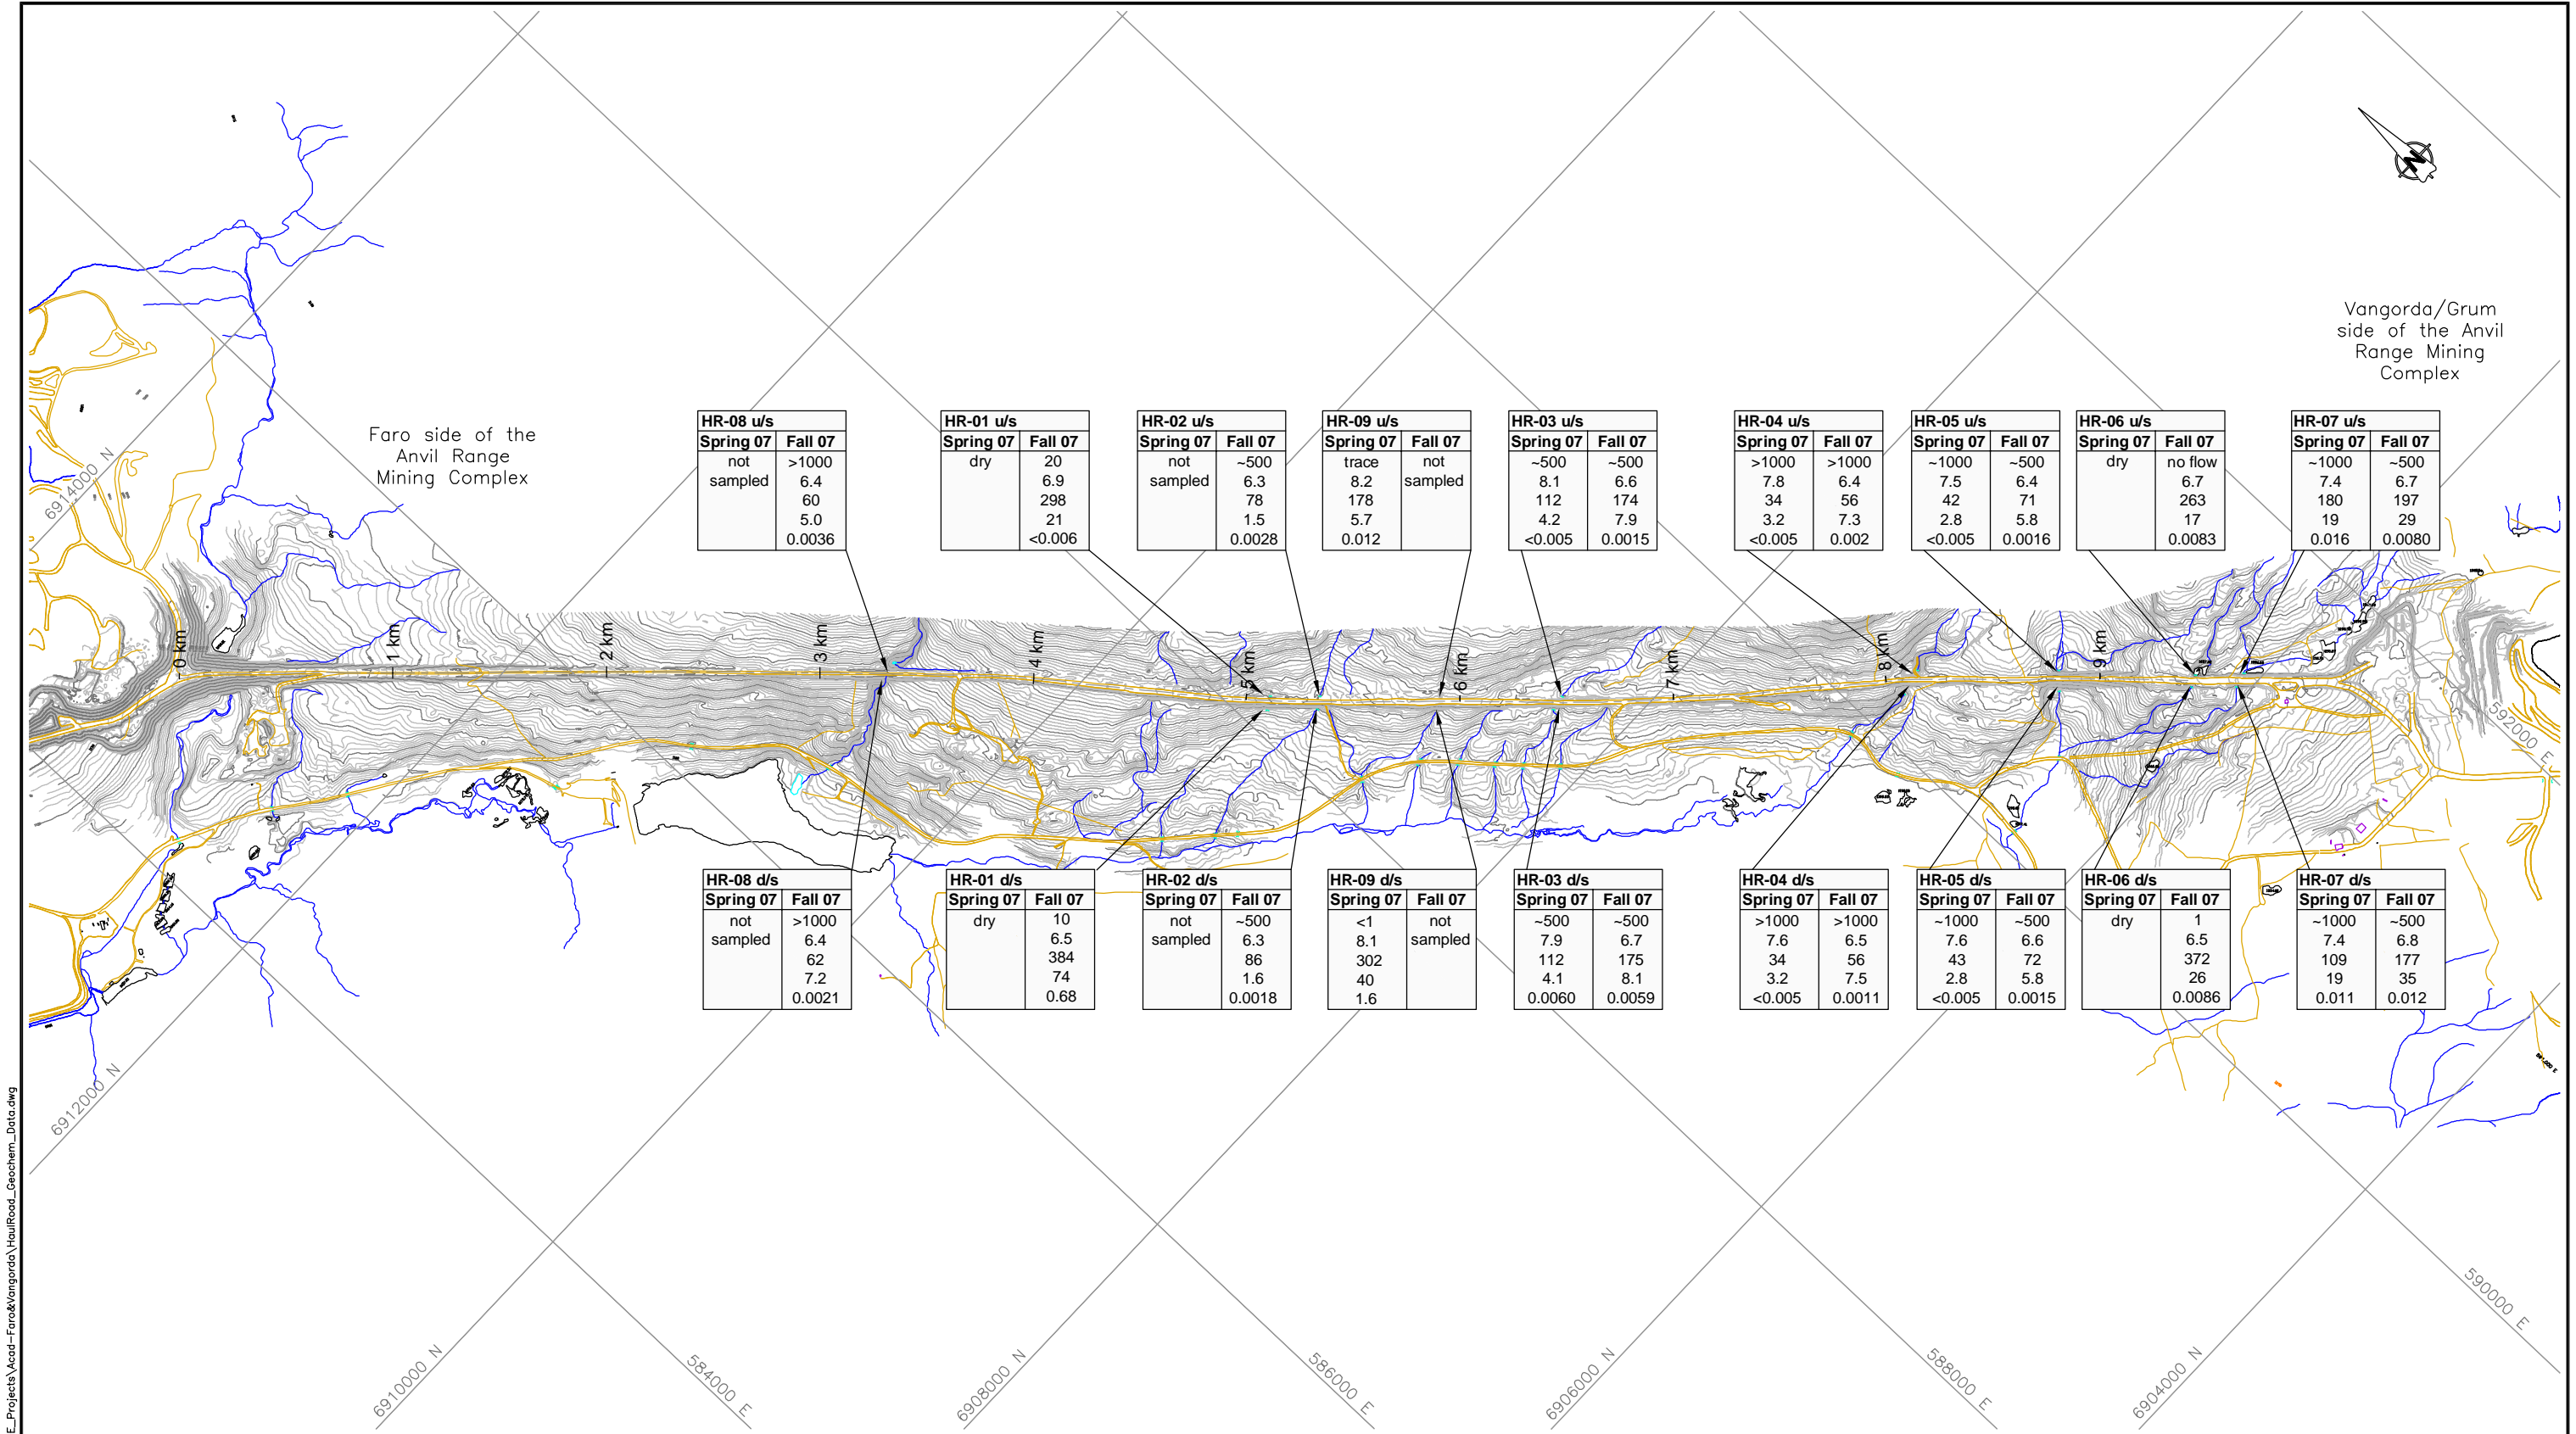 Vangorda/Grum
side of the Anvil
Range Mining
Complex
Faro side of the
Anvil Range
Mining Complex
6914000 N
HR-08 u/s
Spring 07 Fall 07
not >1000
sampled 6.4
60
5.0
0.0036
HR-01 u/s
Spring 07 Fall 07
dry 20
6.9
298
21
<0.006
HR-02 u/s
Spring 07 Fall 07
not ~500
sampled 6.3
78
1.5
0.0028
HR-09 u/s
Spring 07 Fall 07
trace not
8.2 sampled
178
5.7
0.012
HR-03 u/s
Spring 07 Fall 07
~500 ~500
8.1 6.6
112 174
4.2 7.9
<0.005 0.0015
HR-04 u/s
Spring 07 Fall 07
>1000 >1000
7.8 6.4
34 56
3.2 7.3
<0.005 0.002
HR-05 u/s
Spring 07 Fall 07
~1000 ~500
7.5 6.4
42 71
2.8 5.8
<0.005 0.0016
HR-06 u/s
Spring 07 Fall 07
dry no flow
6.7
263
17
0.0083
HR-07 u/s
Spring 07 Fall 07
~1000 ~500
7.4 6.7
180 197
19 29
0.016 0.0080
0 km
1 km
2 km
3 km
4 km
5 km
6 km
7 km
8 km
9 km
592000 E
HR-08 d/s
Spring 07 Fall 07
not >1000
sampled 6.4
62
7.2
0.0021
HR-01 d/s
Spring 07 Fall 07
dry 10
6.5
384
74
0.68
HR-02 d/s
Spring 07 Fall 07
not ~500
sampled 6.3
86
1.6
0.0018
HR-09 d/s
Spring 07 Fall 07
<1 not
8.1 sampled
302
40
1.6
HR-03 d/s
Spring 07 Fall 07
~500 ~500
7.9 6.7
112 175
4.1 8.1
0.0060 0.0059
HR-04 d/s
Spring 07 Fall 07
>1000 >1000
7.6 6.5
34 56
3.2 7.5
<0.005 0.0011
HR-05 d/s
Spring 07 Fall 07
~1000 ~500
7.6 6.6
43 72
2.8 5.8
<0.005 0.0015
HR-06 d/s
Spring 07 Fall 07
dry 1
6.5
372
26
0.0086
HR-07 d/s
Spring 07 Fall 07
~1000 ~500
7.4 6.8
109 177
19 35
0.011 0.012
6912000 N
6910000 N
584000 E
6908000 N
586000 E
6906000 N
588000 E
6904000 N
590000 E
E_Projects\Acad-Faro&Vangorda\HaulRoad_Geochem_Data.dwg
N